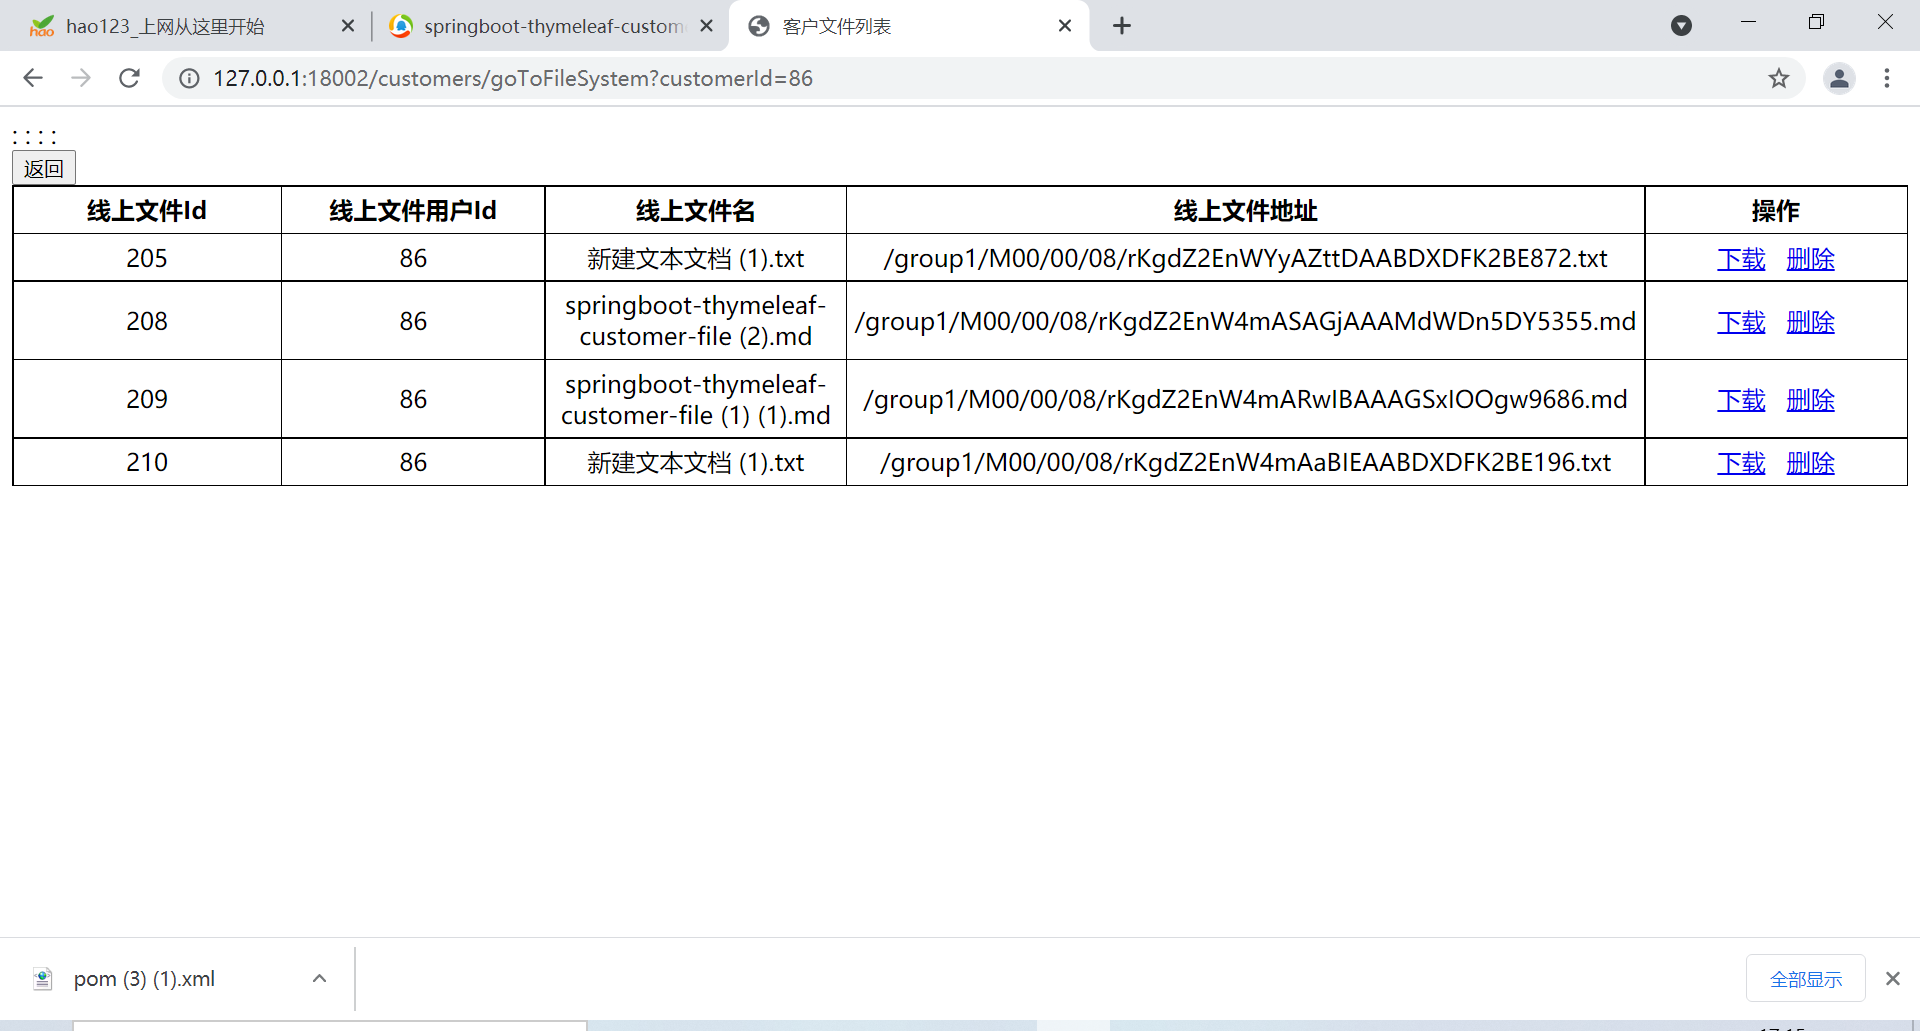 hao123_上网从这里开始
springboot-thymeleaf-custom
客户文件列表
127.0.0.1:18002/customers/goToFileSystem?customerId=86
: : : :
返回
线上文件Id 线上文件用户Id 线上文件名 线上文件地址 操作
205 86 新建文本文档 (1).txt /group1/M00/00/08/rKgdZ2EnWYyAZttDAABDXDFK2BE872.txt 下载 删除
208 86 springboot-thymeleaf-
customer-file (2).md /group1/M00/00/08/rKgdZ2EnW4mASAGjAAAMdWDn5DY5355.md 下载 删除
209 86 springboot-thymeleaf-
customer-file (1) (1).md /group1/M00/00/08/rKgdZ2EnW4mARwIBAAAGSxIOOgw9686.md 下载 删除
210 86 新建文本文档 (1).txt /group1/M00/00/08/rKgdZ2EnW4mAaBIEAABDXDFK2BE196.txt 下载 删除
pom (3) (1).xml
全部显示